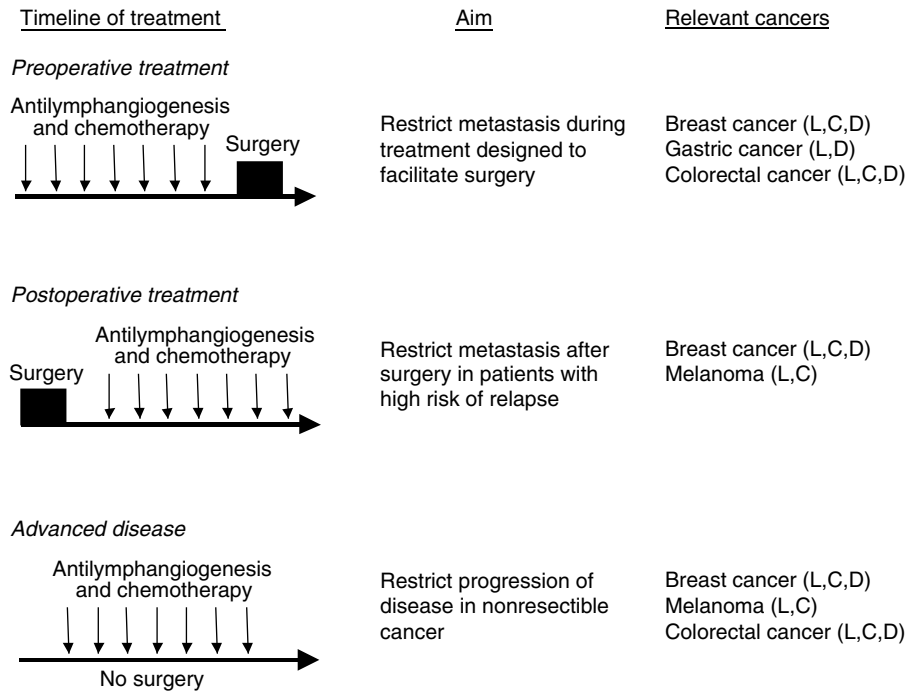 Timeline of treatment
Aim
Relevant cancers
Preoperative treatment
Antilymphangiogenesis
and chemotherapy
Surgery
Restrict metastasis during
treatment designed to
facilitate surgery
Breast cancer (L,C,D)
Gastric cancer (L,D)
Colorectal cancer (L,C,D)
Postoperative treatment
Antilymphangiogenesis
and chemotherapy
Surgery
Restrict metastasis after
surgery in patients with
high risk of relapse
Breast cancer (L,C,D)
Melanoma (L,C)
Advanced disease
Antilymphangiogenesis
and chemotherapy
No surgery
Restrict progression of
disease in nonresectible
cancer
Breast cancer (L,C,D)
Melanoma (L,C)
Colorectal cancer (L,C,D)